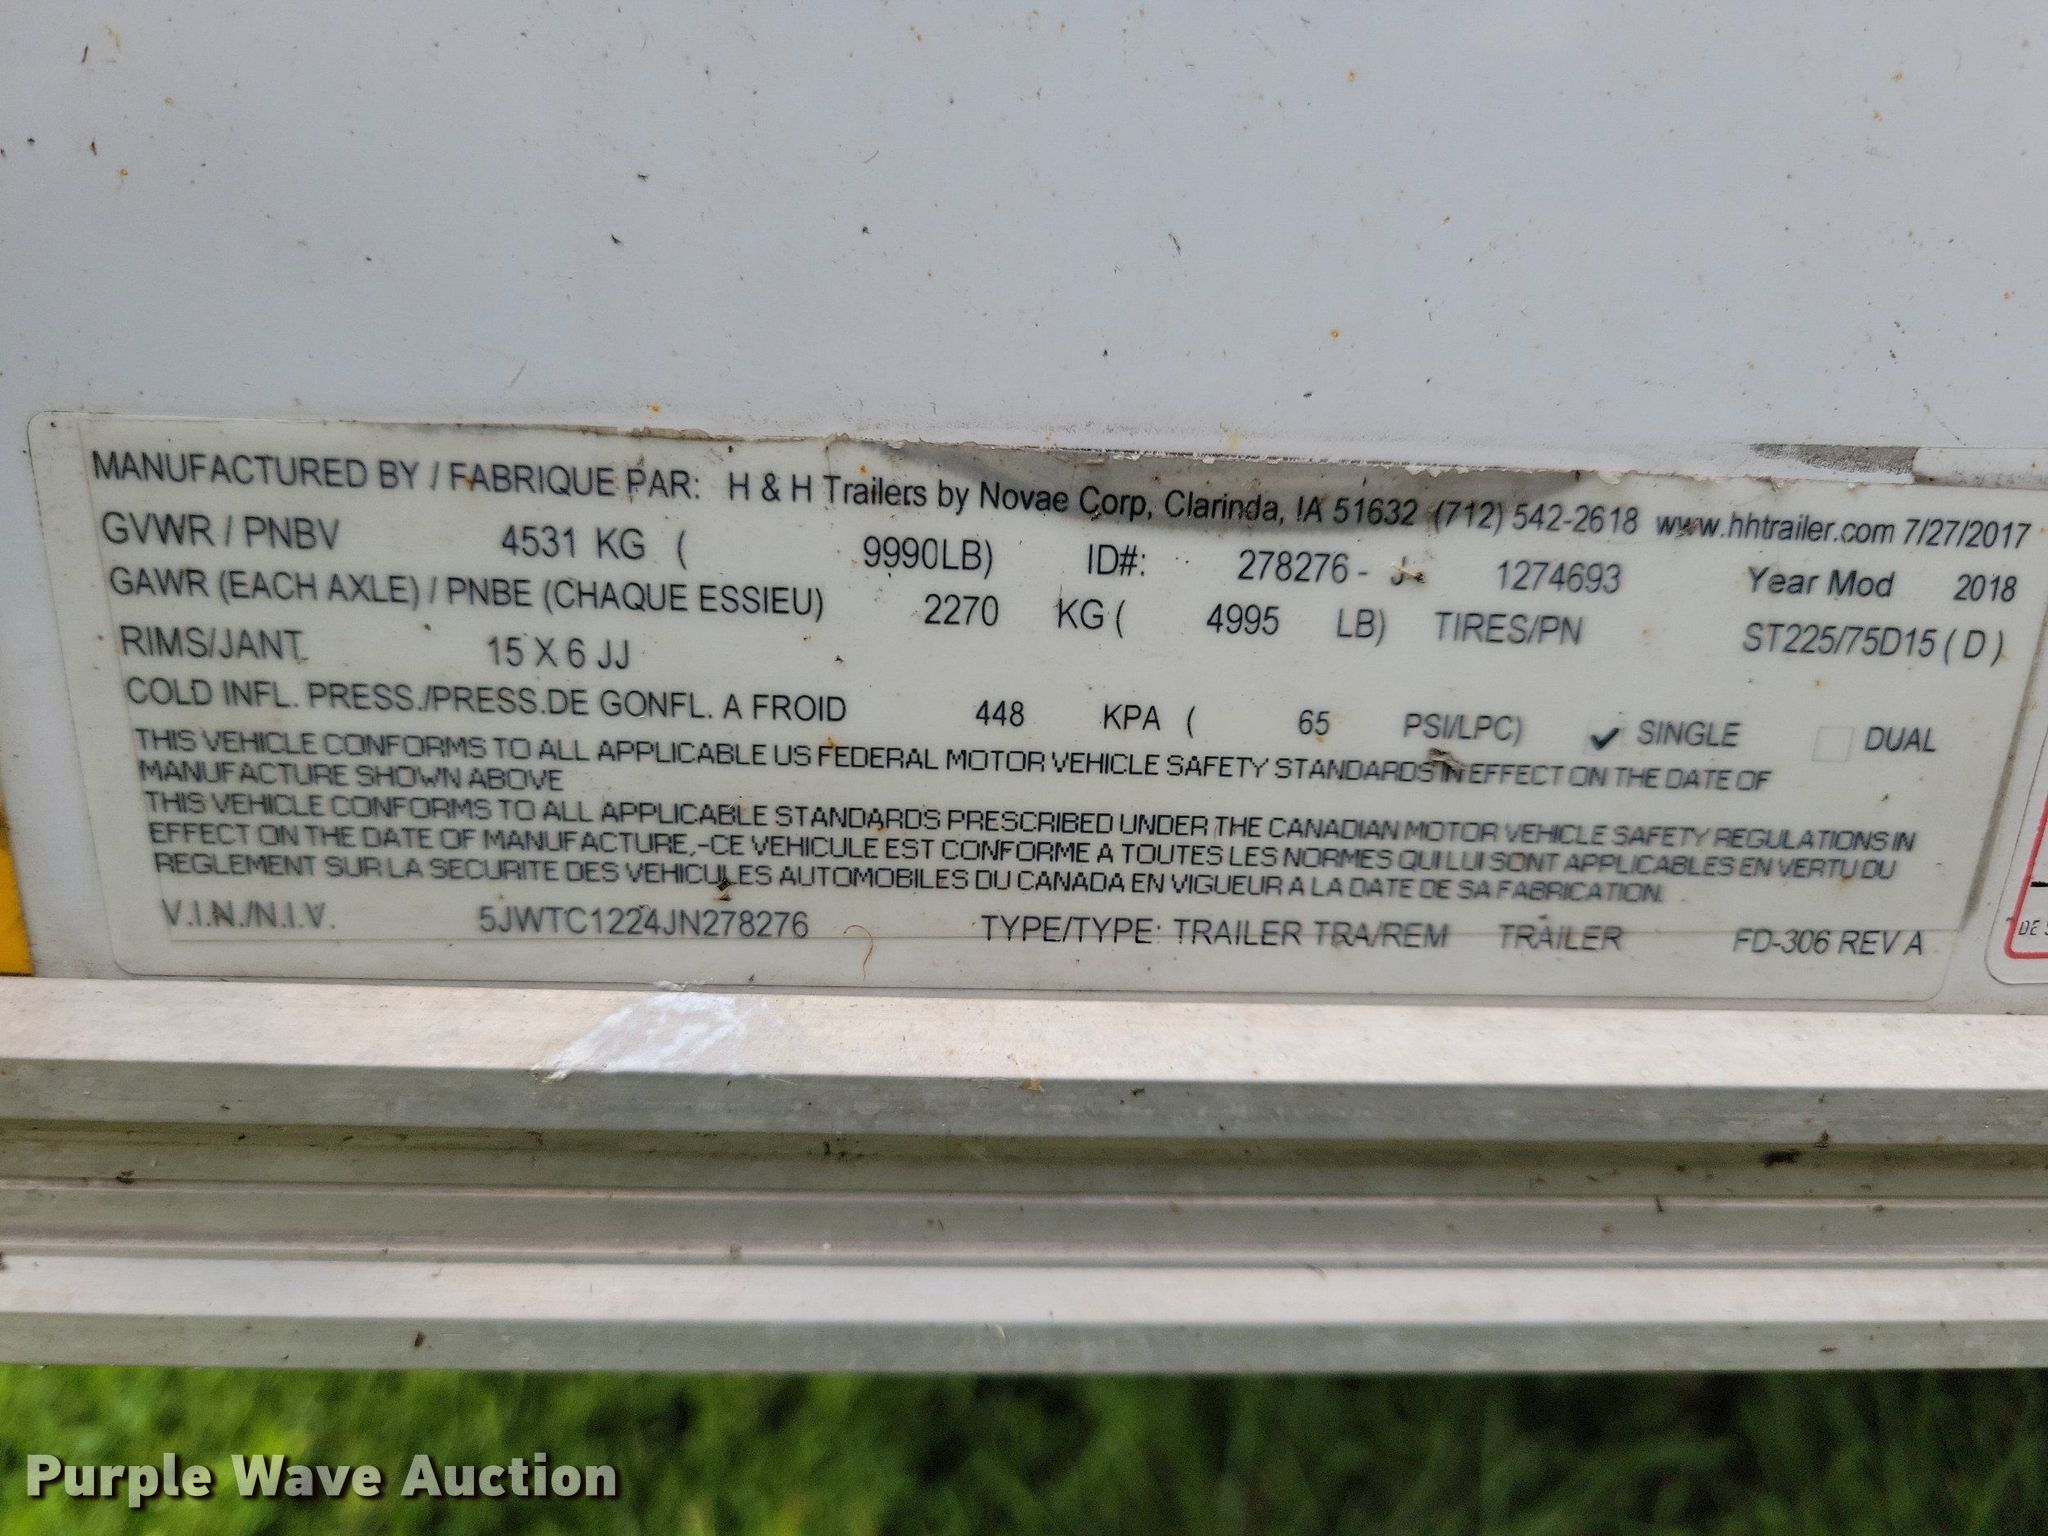 MANUFACTURED BY / FABRIQUE PAR: H & H Trailers by Novae Corp, Clarinda, IA 51632 (712) 542-2618 www.hhtrailer.com 7/27/2017
GVWR / PNBV 4531 KG ( 9990LB) ID#: 278276 - J- 1274693 Year Mod 2018
GAWR (EACH AXLE) / PNBE (CHAQUE ESSIEU) 2270 KG ( 4995 LB) TIRES/PN ST225/75D15 ( D )
RIMS/JANT 15 X 6 JJ
COLD INFL. PRESS./PRESS.DE GONFL. A FROID 448 KPA ( 65 PSI/LPC) ✓ SINGLE DUAL
THIS VEHICLE CONFORMS TO ALL APPLICABLE US FEDERAL MOTOR VEHICLE SAFETY STANDARDS IN EFFECT ON THE DATE OF
MANUFACTURE SHOWN ABOVE
THIS VEHICLE CONFORMS TO ALL APPLICABLE STANDARDS PRESCRIBED UNDER THE CANADIAN MOTOR VEHICLE SAFETY REGULATIONS IN
EFFECT ON THE DATE OF MANUFACTURE,-CE VEHICULE EST CONFORME A TOUTES LES NORMES QUI LUI SONT APPLICABLES EN VERTU DU
REGLEMENT SUR LA SECURITE DES VEHICULES AUTOMOBILES DU CANADA EN VIGUEUR A LA DATE DE SA FABRICATION.
V.I.N./N.I.V. 5JWTC1224JN278276 TYPE/TYPE: TRAILER TRA/REM TRAILER FD-306 REV A
DE
Purple Wave Auction